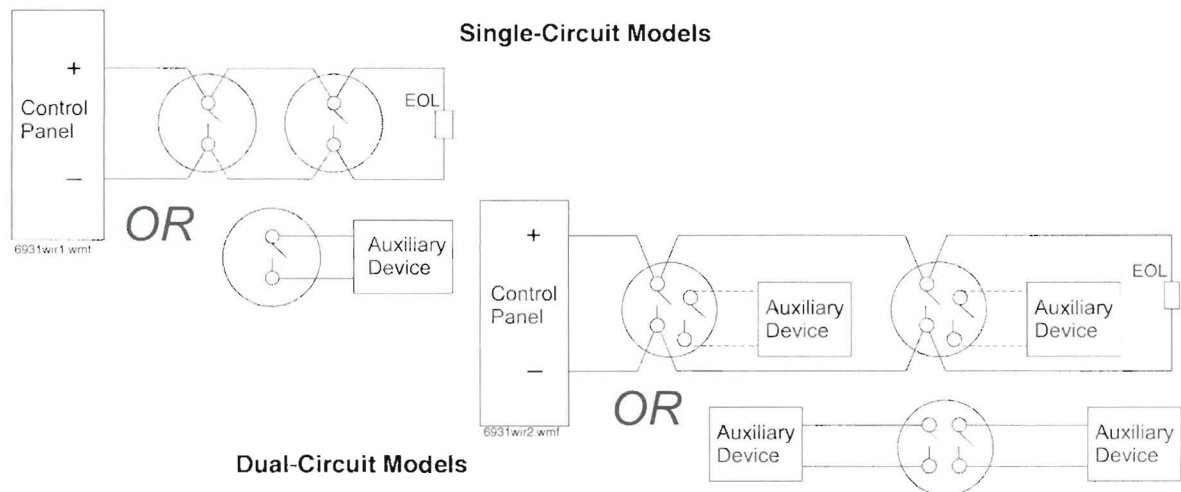 Single-Circuit Models
+
Control
Panel
—
EOL
6931wir1.wmf
OR
Auxiliary
Device
+
Control
Panel
—
EOL
Auxiliary
Device
Auxiliary
Device
6931wir2.wmf
OR
Auxiliary
Device
Auxiliary
Device
Dual-Circuit Models